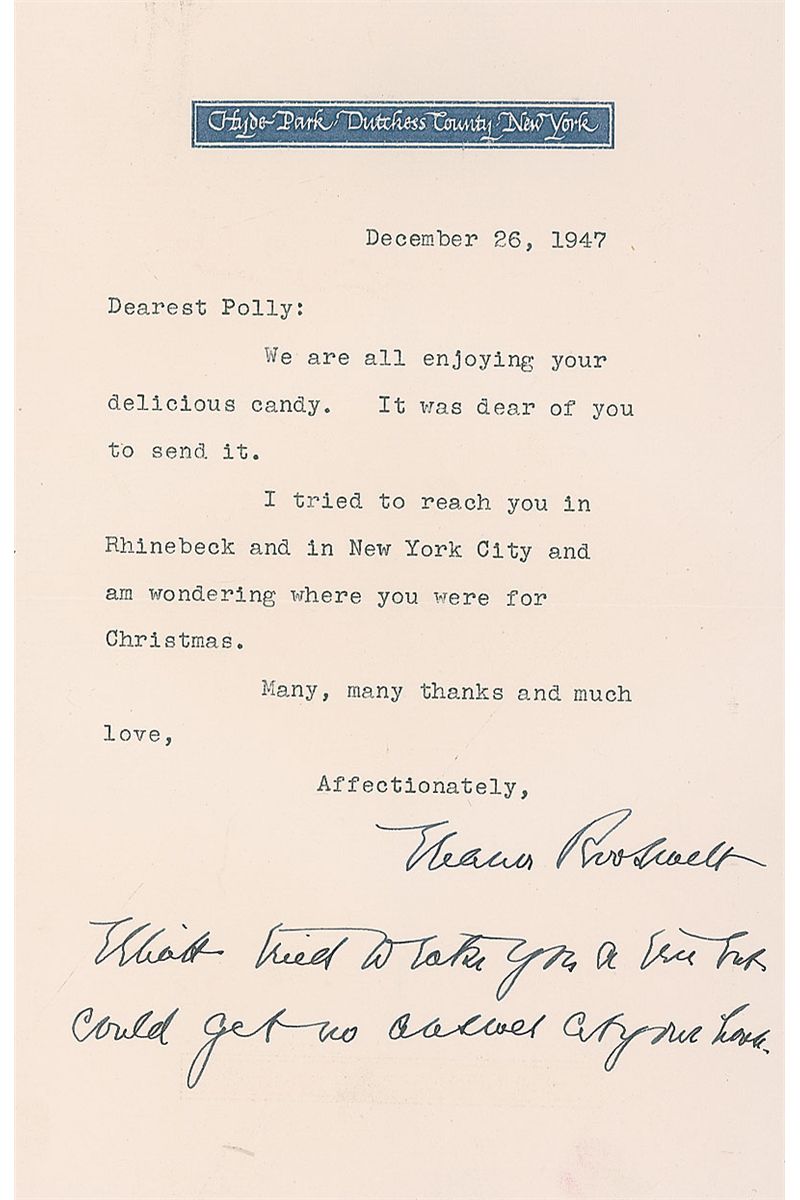 Hyde Park, Dutchess County, New York
December 26, 1947
Dearest Polly:
We are all enjoying your
delicious candy. It was dear of you
to send it.
I tried to reach you in
Rhinebeck and in New York City and
am wondering where you were for
Christmas.
Many, many thanks and much
love,
Affectionately,
Eleanor Roosevelt
Elliott tried to take you a tree but
could get no answer at your house.